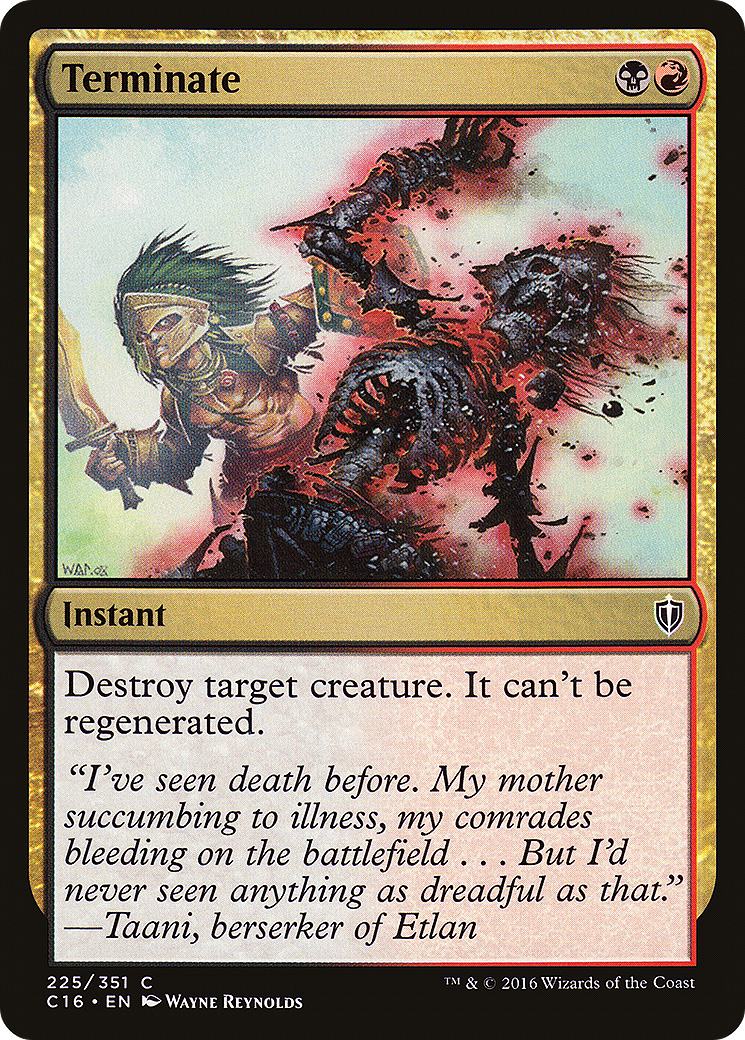 Terminate
WAR.08
Instant
Destroy target creature. It can't be
regenerated.
“I've seen death before. My mother
succumbing to illness, my comrades
bleeding on the battlefield . . . But I'd
never seen anything as dreadful as that.”
—Taani, berserker of Etlan
225/351 C
™ & © 2016 Wizards of the Coast
C16 • EN Wayne Reynolds